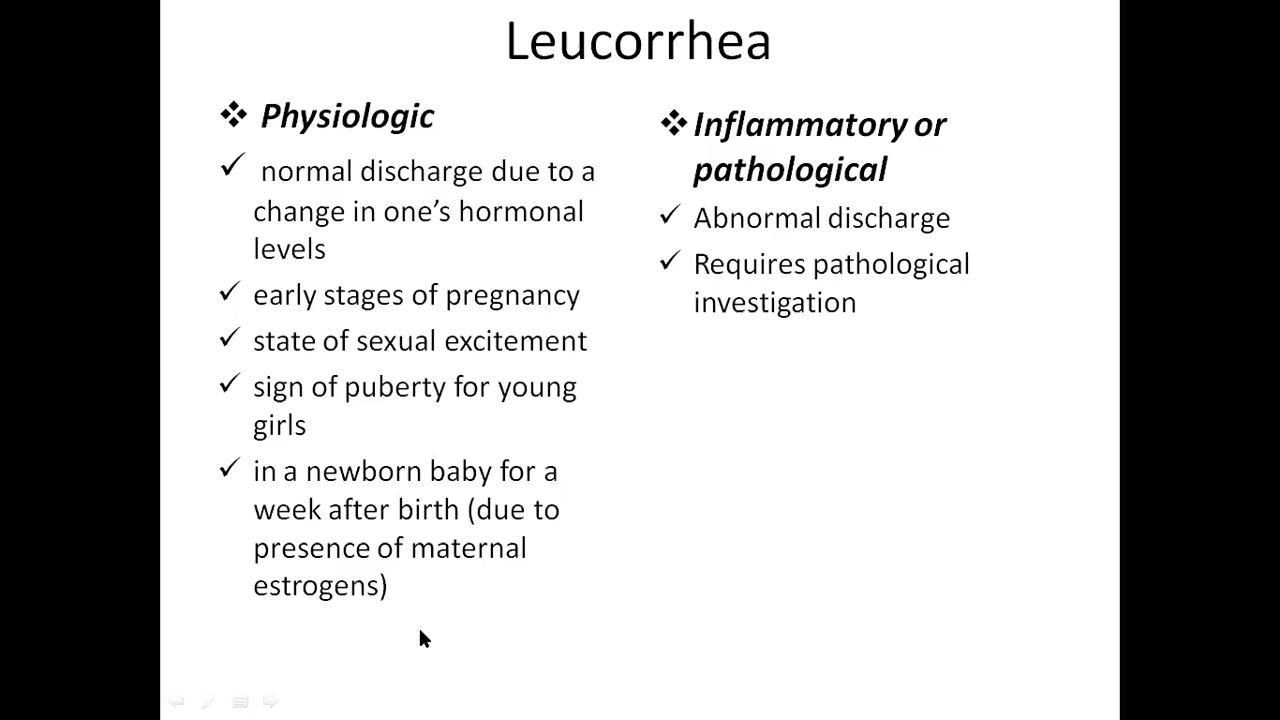 Leucorrhea
❖ Physiologic
✓ normal discharge due to a
change in one’s hormonal
levels
✓ early stages of pregnancy
✓ state of sexual excitement
✓ sign of puberty for young
girls
✓ in a newborn baby for a
week after birth (due to
presence of maternal
estrogens)
❖ Inflammatory or
pathological
✓ Abnormal discharge
✓ Requires pathological
investigation